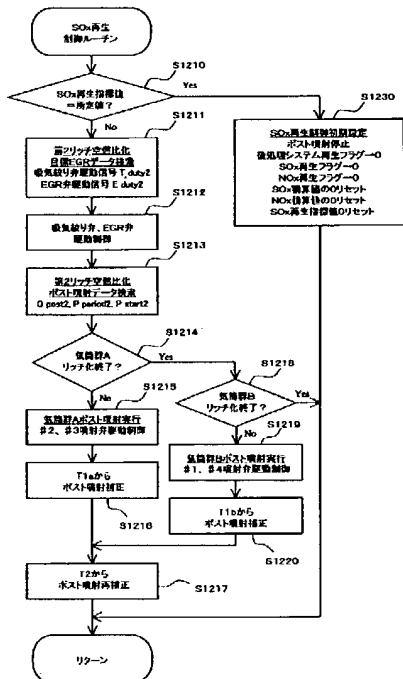 SOx再生
制御ルーチン
S1210
SOx再生指標値
=所定値?
Yes
No
S1230
SOx再生制御初期設定
ポスト噴射停止
後処理システム再生フラグ→0
SOx再生フラグ→0
NOx再生フラグ→0
SOx積算値の0リセット
NOx積算値の0リセット
SOx再生指標値0リセット
S1211
第2リッチ空燃比化
目標EGRデータ検索
吸気絞り弁駆動信号 T_duty2
EGR弁駆動信号 E_duty2
S1212
吸気絞り弁、EGR弁
駆動制御
S1213
第2リッチ空燃比化
ポスト噴射データ検索
Q post2, P period2, P start2
S1214
気筒群A
リッチ化終了?
Yes
No
S1218
気筒群B
リッチ化終了?
Yes
No
S1215
気筒群Aポスト噴射実行
#2、#3噴射弁駆動制御
S1219
気筒群Bポスト噴射実行
#1、#4噴射弁駆動制御
T1aから
ポスト噴射補正
S1216
T1bから
ポスト噴射補正
S1220
T2から
ポスト噴射再補正
S1217
リターン